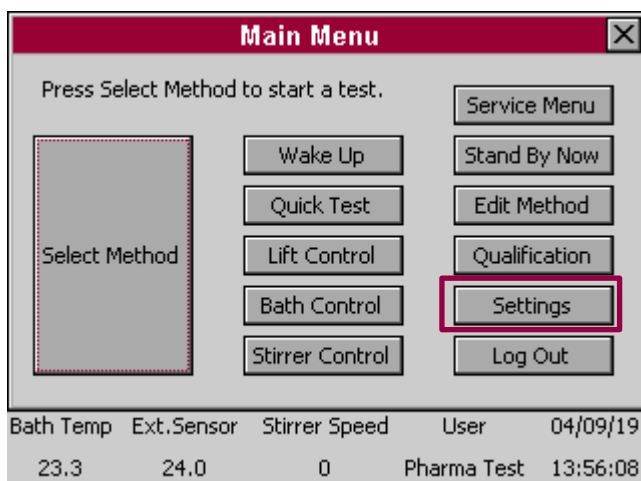 Main Menu
Press Select Method to start a test.
Select Method
Wake Up
Quick Test
Lift Control
Bath Control
Stirrer Control
Service Menu
Stand By Now
Edit Method
Qualification
Settings
Log Out
Bath Temp Ext.Sensor Stirrer Speed User 04/09/19
23.3 24.0 0 Pharma Test 13:56:08